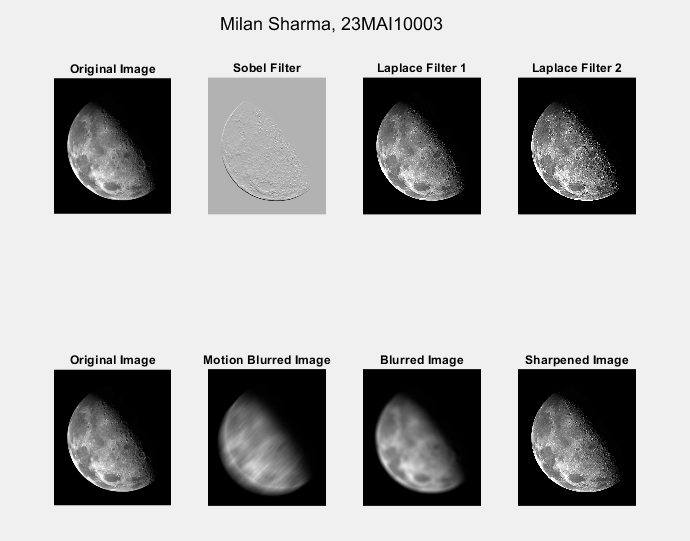 Milan Sharma, 23MAI10003
Original Image
Sobel Filter
Laplace Filter 1
Laplace Filter 2
Original Image
Motion Blurred Image
Blurred Image
Sharpened Image